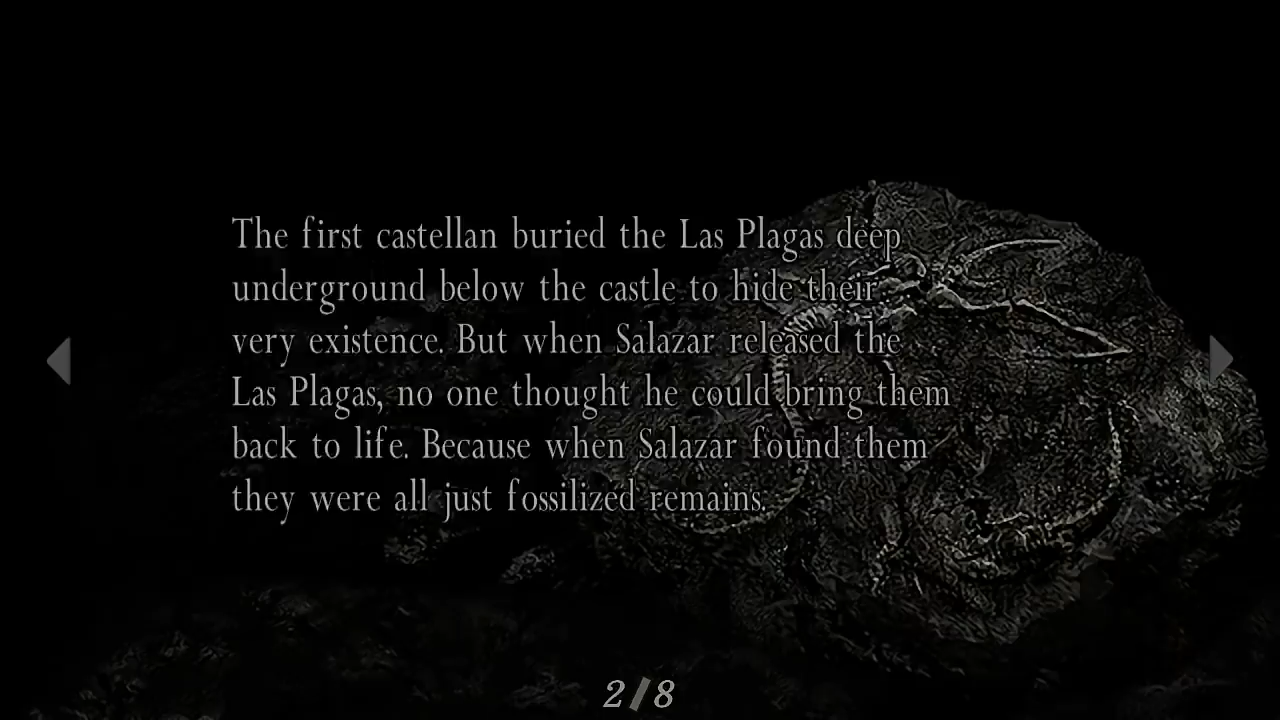 The first castellan buried the Las Plagas deep
underground below the castle to hide their
very existence. But when Salazar released the
Las Plagas, no one thought he could bring them
back to life. Because when Salazar found them
they were all just fossilized remains.
2/8